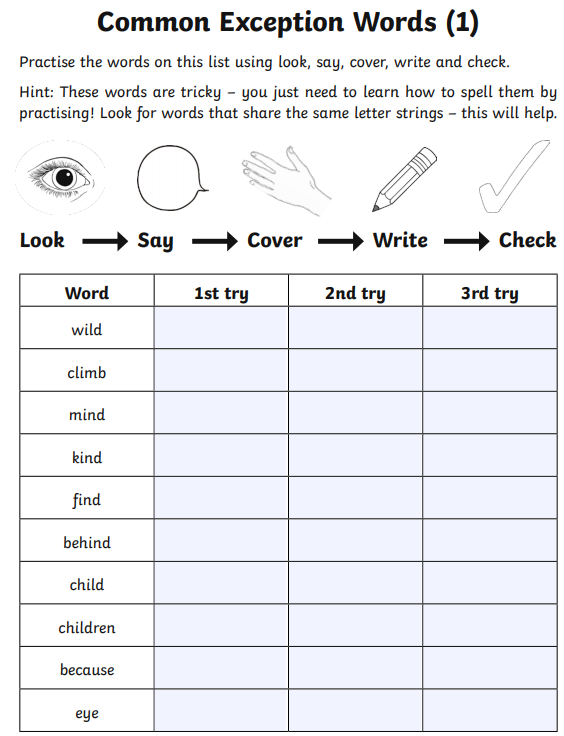 Common Exception Words (1)
Practise the words on this list using look, say, cover, write and check.
Hint: These words are tricky – you just need to learn how to spell them by
practising! Look for words that share the same letter strings – this will help.
Look Say Cover Write Check
Word 1st try 2nd try 3rd try
wild
climb
mind
kind
find
behind
child
children
because
eye